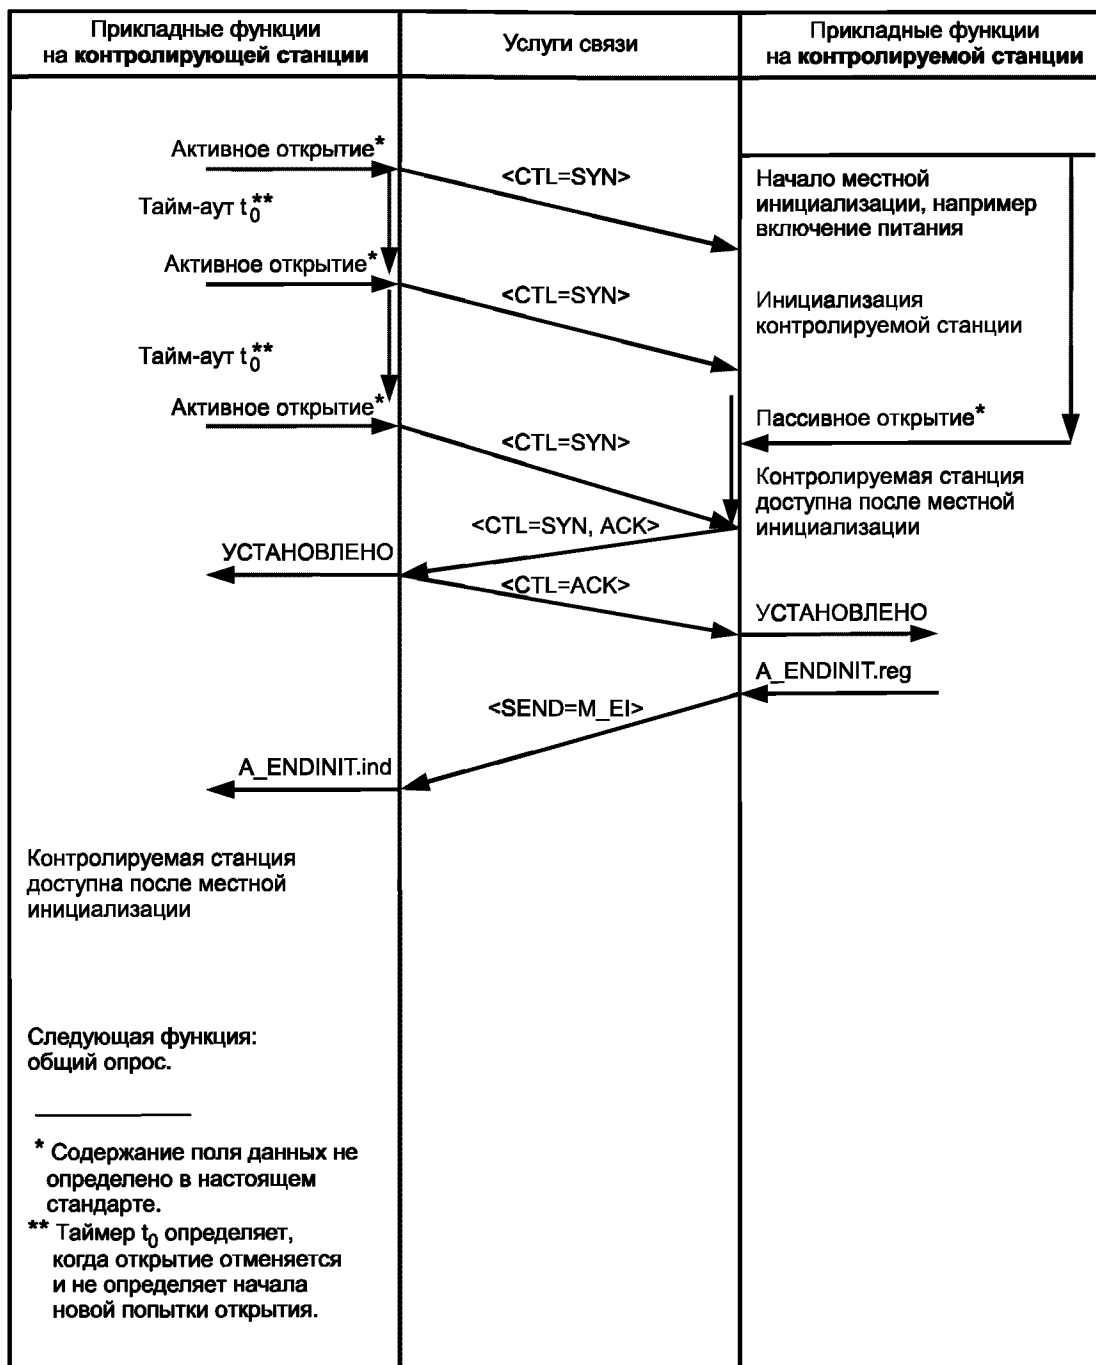 Прикладные функции
на контролирующей станции
Услуги связи
Прикладные функции
на контролируемой станции
Активное открытие*
<CTL=SYN>
Тайм-аут t0**
Начало местной
инициализации, например
включение питания
Активное открытие*
<CTL=SYN>
Инициализация
контролируемой станции
Тайм-аут t0**
Активное открытие*
Пассивное открытие*
<CTL=SYN>
Контролируемая станция
доступна после местной
инициализации
<CTL=SYN, ACK>
УСТАНОВЛЕНО
<CTL=ACK>
УСТАНОВЛЕНО
A_ENDINIT.reg
<SEND=M_EI>
A_ENDINIT.ind
Контролируемая станция
доступна после местной
инициализации
Следующая функция:
общий опрос.
* Содержание поля данных не
определено в настоящем
стандарте.
** Таймер t0 определяет,
когда открытие отменяется
и не определяет начала
новой попытки открытия.